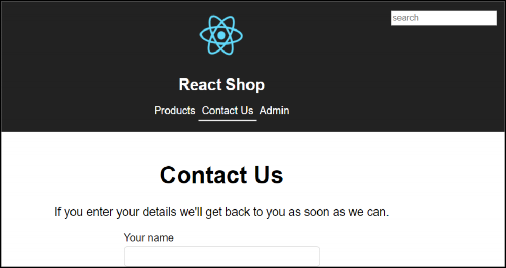 search
React Shop
Products Contact Us Admin
Contact Us
If you enter your details we'll get back to you as soon as we can.
Your name